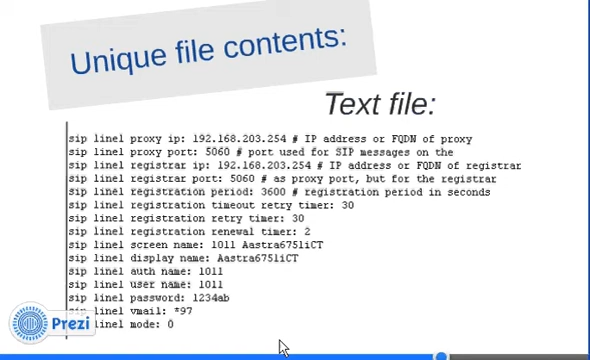 Unique file contents:
Text file:
sip line1 proxy ip: 192.168.203.254 # IP address or FQDN of proxy
sip line1 proxy port: 5060 # port used for SIP messages on the
sip line1 registrar ip: 192.168.203.254 # IP address or FQDN of registrar
sip line1 registrar port: 5060 # as proxy port, but for the registrar
sip line1 registration period: 3600 # registration period in seconds
sip line1 registration timeout retry timer: 30
sip line1 registration retry timer: 30
sip line1 registration renewal timer: 2
sip line1 screen name: 1011 Aastra6751iCT
sip line1 display name: Aastra6751iCT
sip line1 auth name: 1011
sip line1 user name: 1011
sip line1 password: 1234ab
sip line1 vmail: *97
line1 mode: 0
Prezi